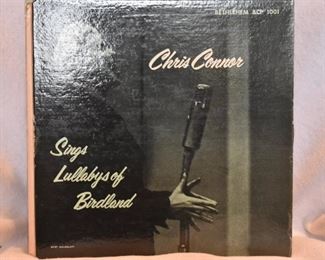 BETHLEHEM BCP 1001
Chris Connor
Sings
Lullabys of
Birdland